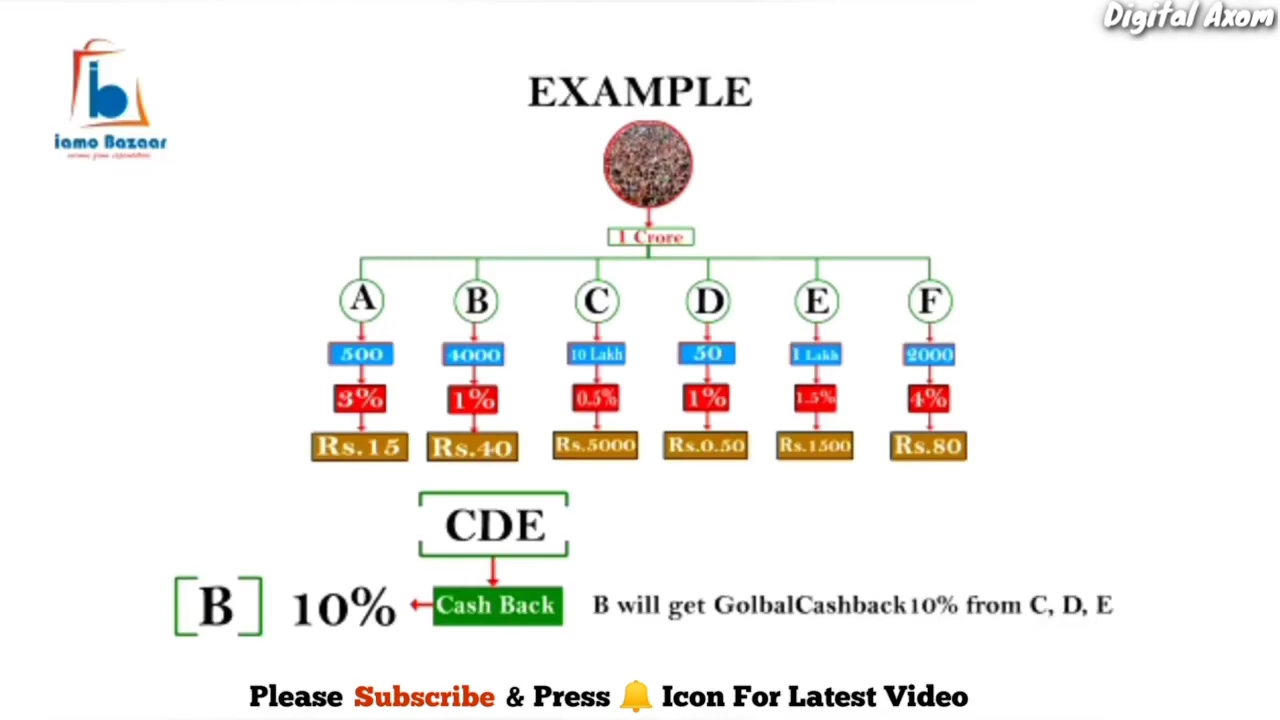 Digital Axom
EXAMPLE
b
iamo Bazaar
1 Crore
A B C D E F
500 4000 10 Lakh 50 1 Lakh 2000
3% 1% 0.5% 1% 1.5% 4%
Rs.15 Rs.40 Rs.5000 Rs.0.50 Rs.1500 Rs.80
CDE
B 10% Cash Back B will get GolbalCashback10% from C, D, E
Please Subscribe & Press Icon For Latest Video